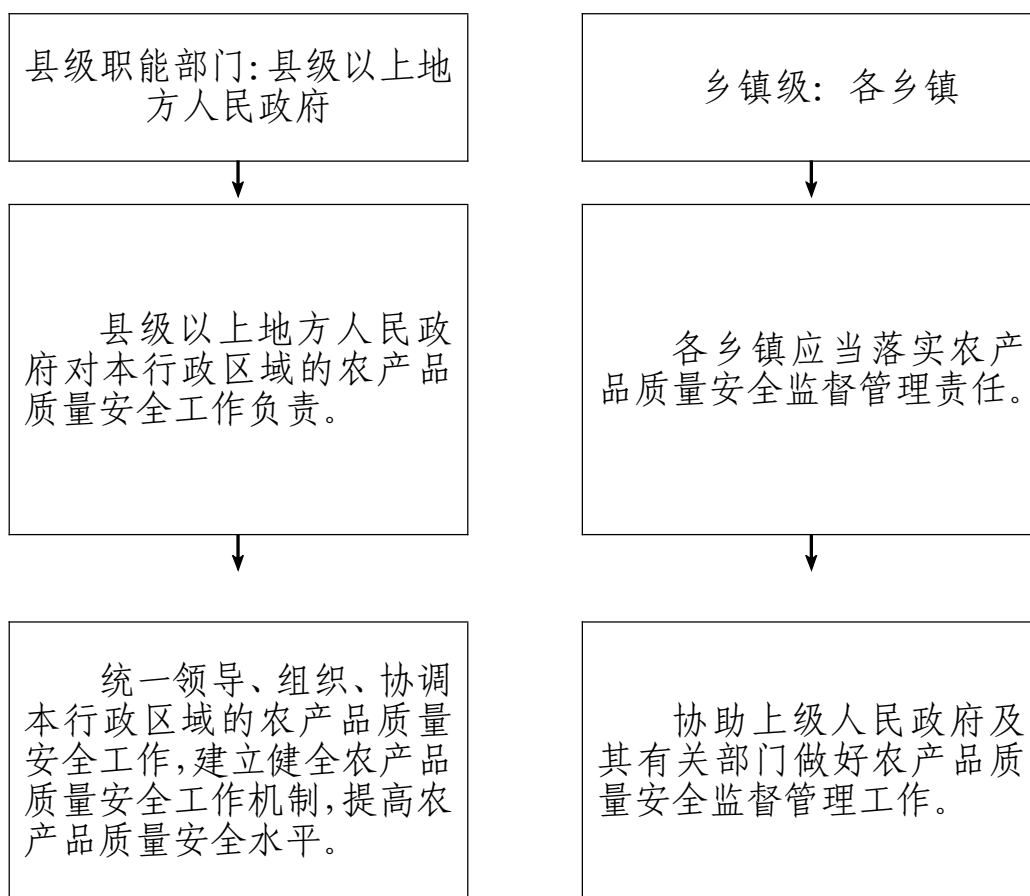 县级职能部门：县级以上地
方人民政府
县级以上地方人民政
府对本行政区域的农产品
质量安全工作负责。
统一领导、组织、协调
本行政区域的农产品质量
安全工作，建立健全农产品
质量安全工作机制，提高农
产品质量安全水平。
乡镇级：各乡镇
各乡镇应当落实农产
品质量安全监督管理责任。
协助上级人民政府及
其有关部门做好农产品质
量安全监督管理工作。